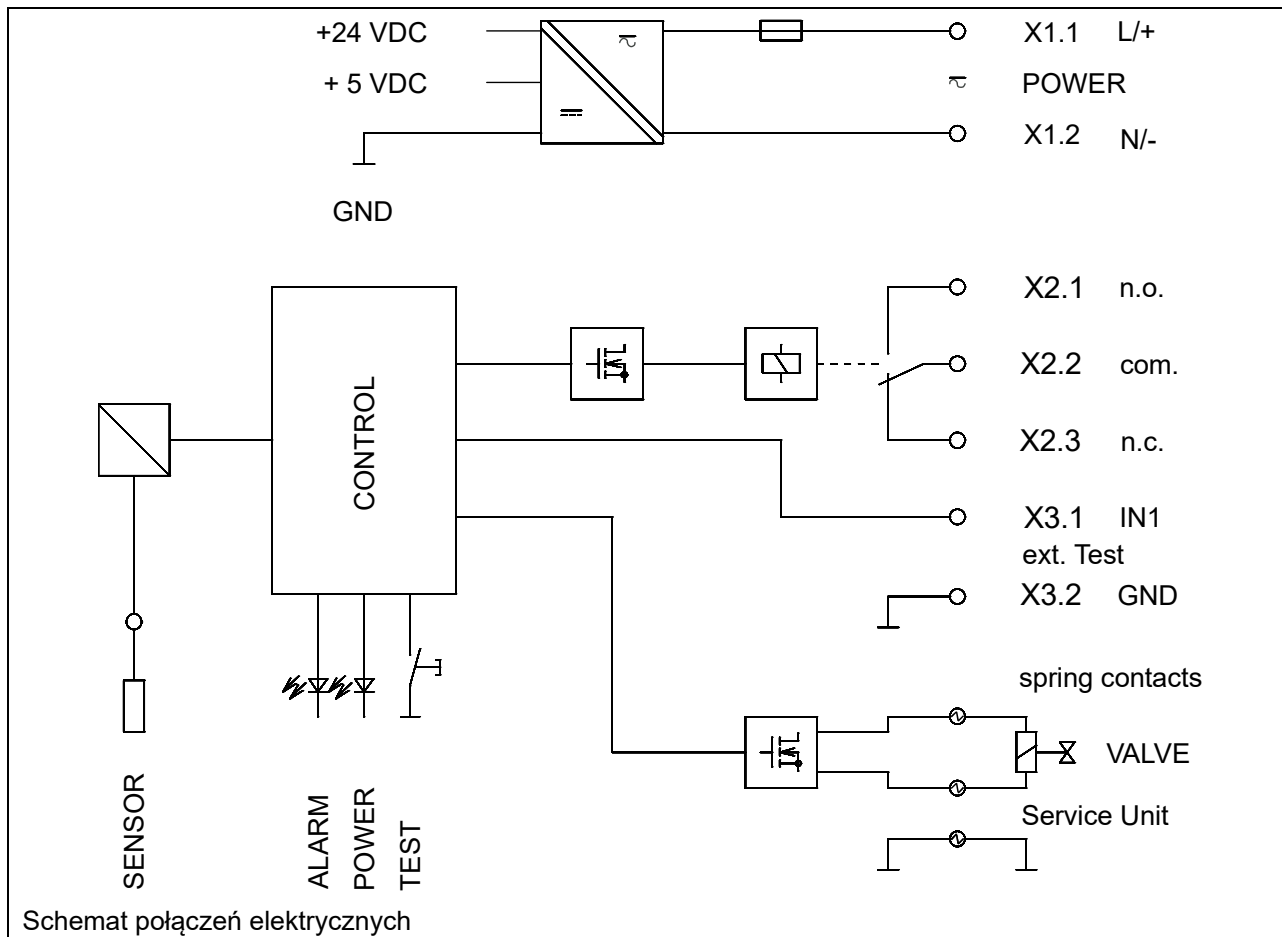 +24 VDC
X1.1 L/+
+ 5 VDC
POWER
X1.2 N/-
GND
X2.1 n.o.
X2.2 com.
CONTROL
X2.3 n.c.
X3.1 IN1
ext. Test
X3.2 GND
spring contacts
VALVE
Service Unit
SENSOR
ALARM
POWER
TEST
Schemat połączeń elektrycznych